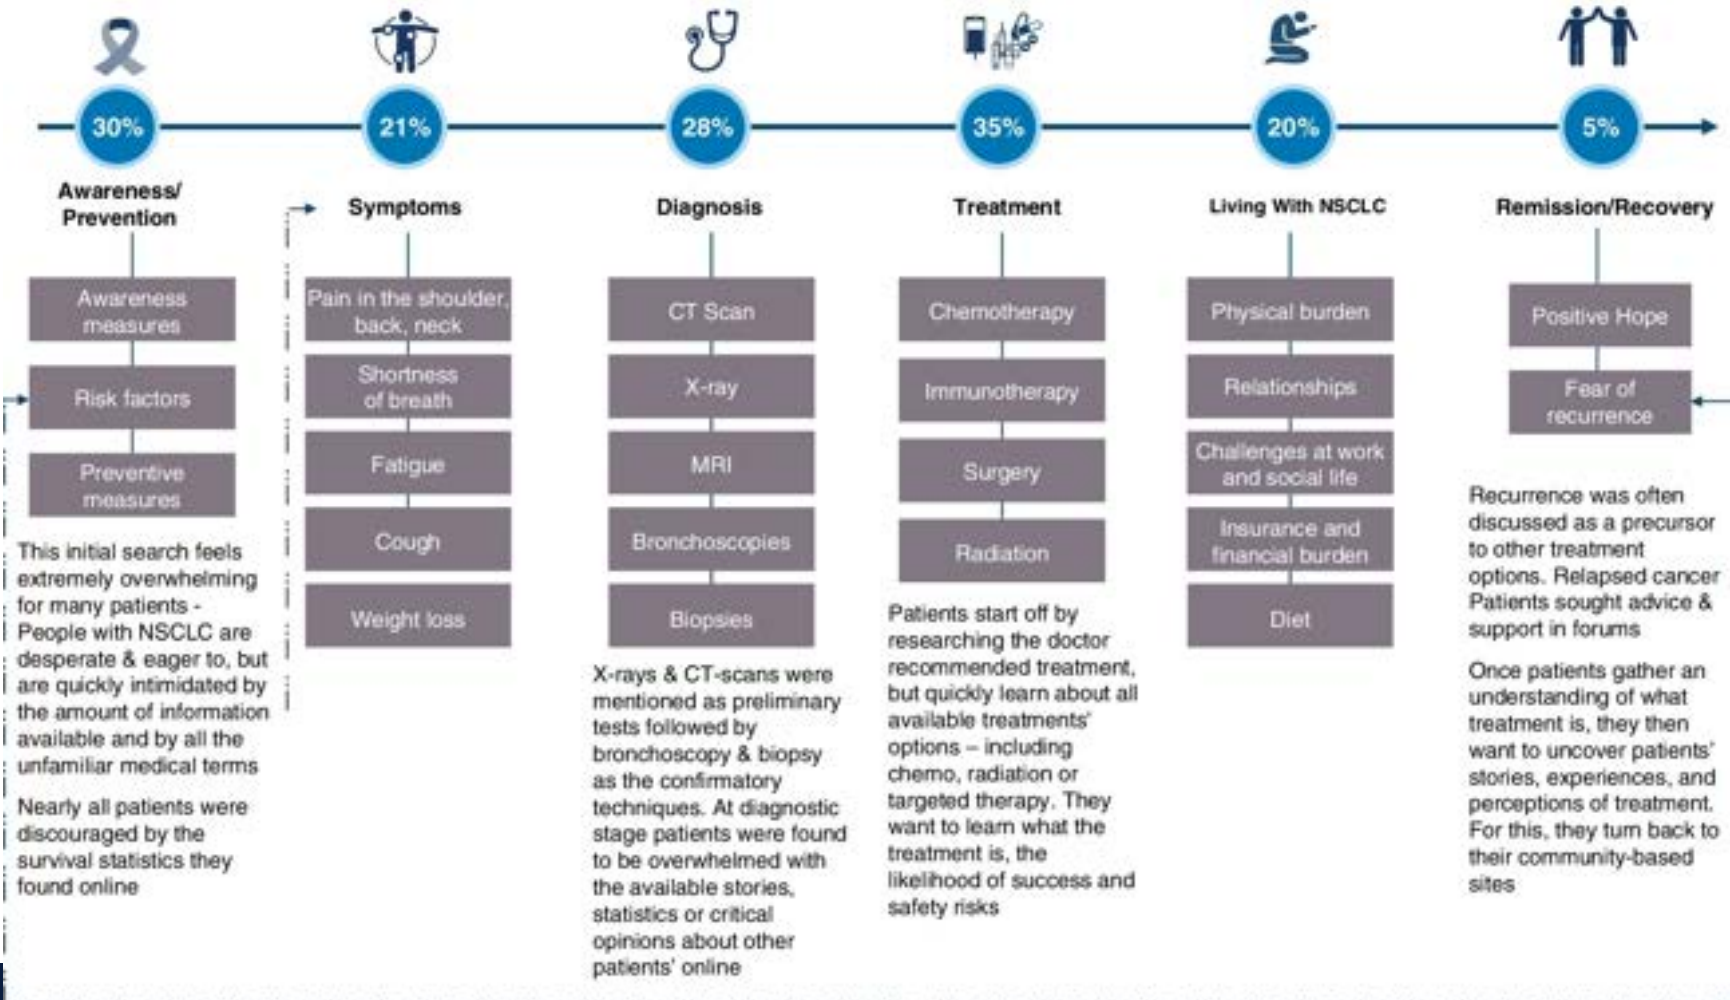 30%
21%
28%
35%
20%
5%
Awareness/
Prevention
Awareness
measures
Risk factors
Preventive
measures
This initial search feels
extremely overwhelming
for many patients -
People with NSCLC are
desperate & eager to, but
are quickly intimidated by
the amount of information
available and by all the
unfamiliar medical terms
Nearly all patients were
discouraged by the
survival statistics they
found online
Symptoms
Pain in the shoulder,
back, neck
Shortness
of breath
Fatigue
Cough
Weight loss
Diagnosis
CT Scan
X-ray
MRI
Bronchoscopies
Biopsies
X-rays & CT-scans were
mentioned as preliminary
tests followed by
bronchoscopy & biopsy
as the confirmatory
techniques. At diagnostic
stage patients were found
to be overwhelmed with
the available stories,
statistics or critical
opinions about other
patients' online
Treatment
Chemotherapy
Immunotherapy
Surgery
Radiation
Patients start off by
researching the doctor
recommended treatment,
but quickly learn about all
available treatments'
options – including
chemo, radiation or
targeted therapy. They
want to learn what the
treatment is, the
likelihood of success and
safety risks
Living With NSCLC
Physical burden
Relationships
Challenges at work
and social life
Insurance and
financial burden
Diet
Remission/Recovery
Positive Hope
Fear of
recurrence
Recurrence was often
discussed as a precursor
to other treatment
options. Relapsed cancer
Patients sought advice &
support in forums
Once patients gather an
understanding of what
treatment is, they then
want to uncover patients'
stories, experiences, and
perceptions of treatment.
For this, they turn back to
their community-based
sites